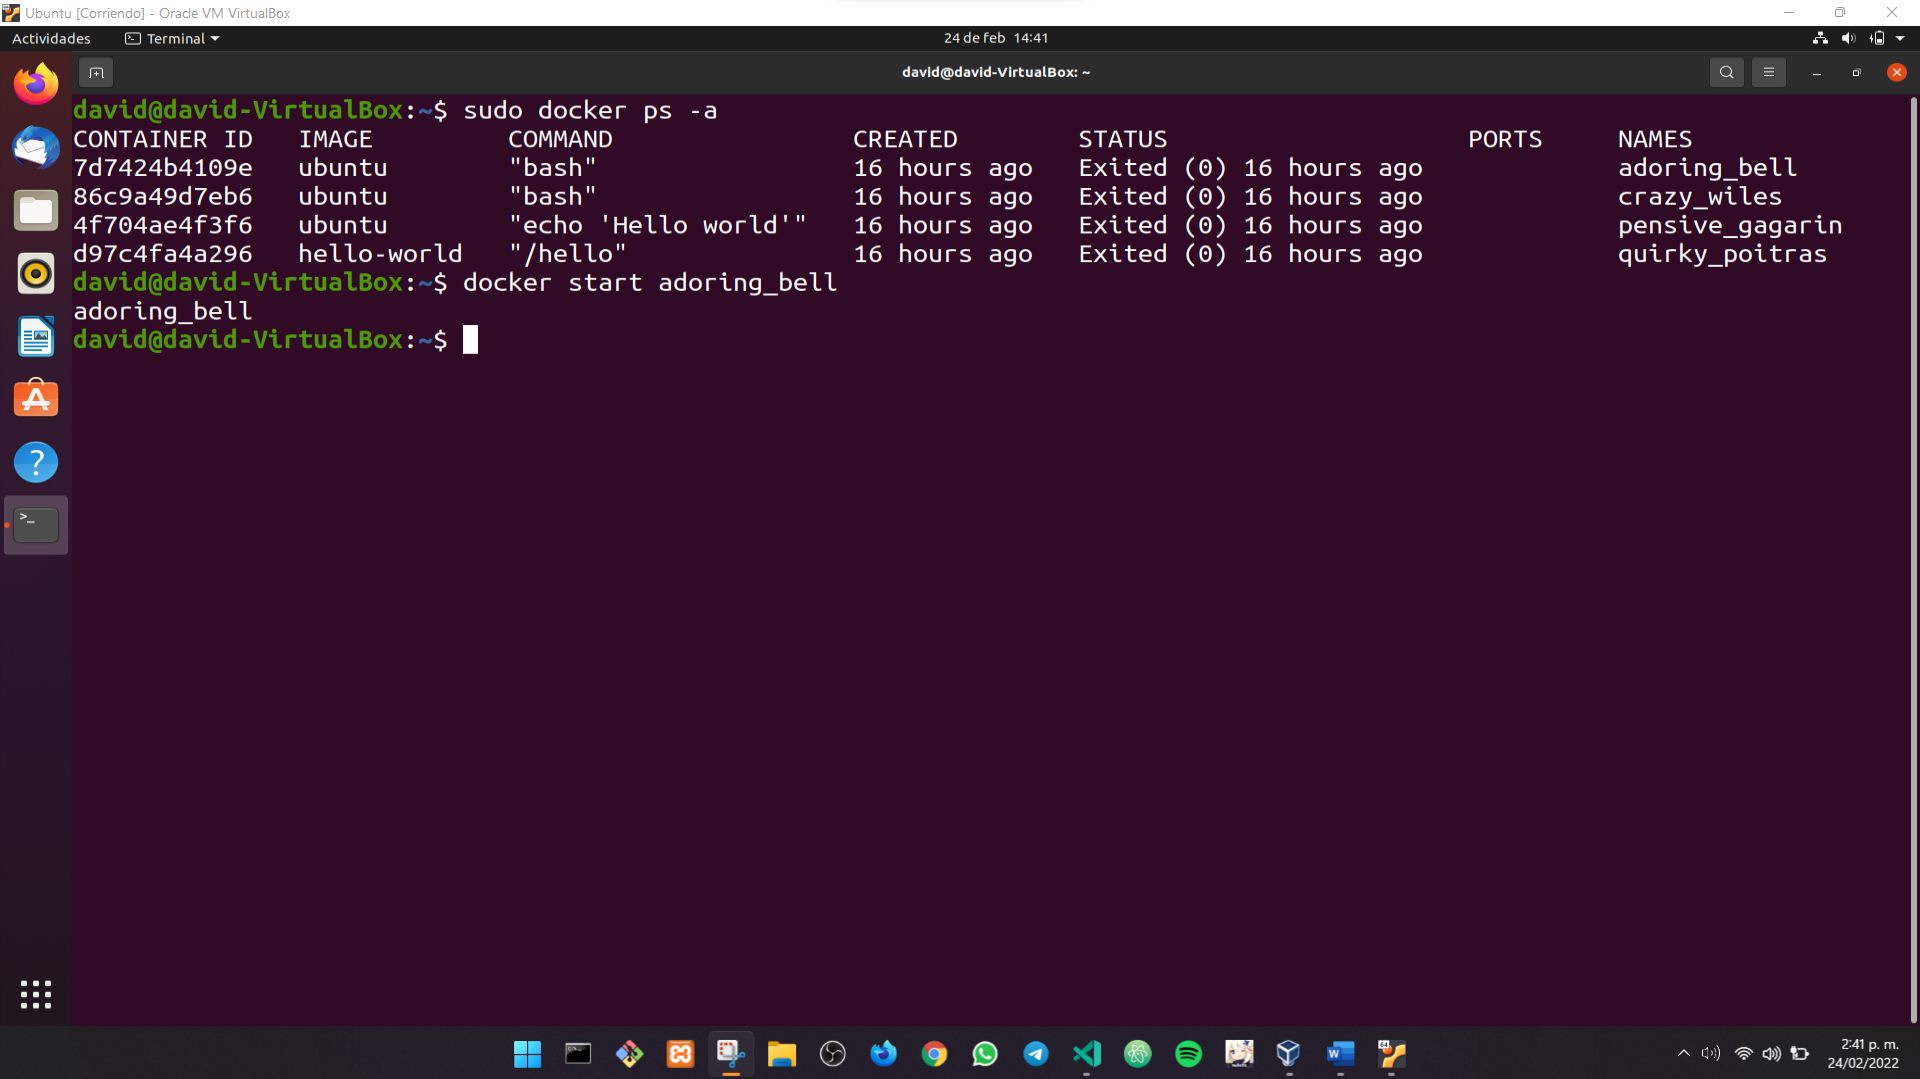 Ubuntu [Corriendo] - Oracle VM VirtualBox
Actividades Terminal 24 de feb 14:41
david@david-VirtualBox: ~
david@david-VirtualBox:~$ sudo docker ps -a
CONTAINER ID IMAGE COMMAND CREATED STATUS PORTS NAMES
7d7424b4109e ubuntu "bash" 16 hours ago Exited (0) 16 hours ago adoring_bell
86c9a49d7eb6 ubuntu "bash" 16 hours ago Exited (0) 16 hours ago crazy_wiles
4f704ae4f3f6 ubuntu "echo 'Hello world'" 16 hours ago Exited (0) 16 hours ago pensive_gagarin
d97c4fa4a296 hello-world "/hello" 16 hours ago Exited (0) 16 hours ago quirky_poitras
david@david-VirtualBox:~$ docker start adoring_bell
adoring_bell
david@david-VirtualBox:~$
2:41 p. m.
24/02/2022